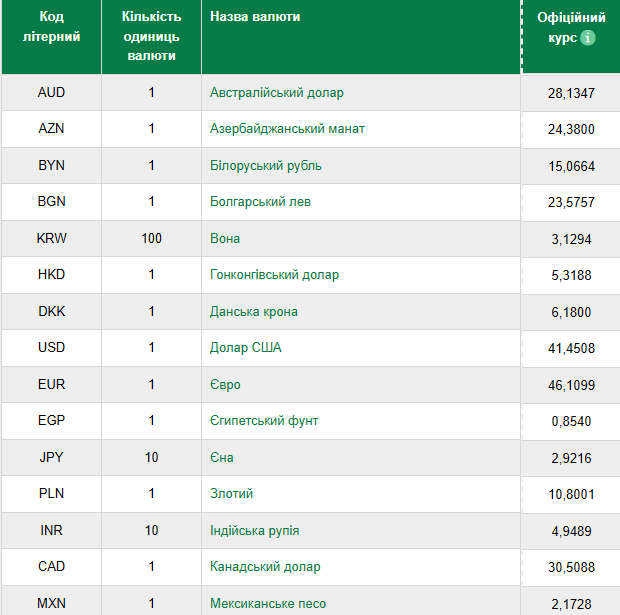 Код літерний Кількість одиниць валюти Назва валюти Офіційний курс i
AUD 1 Австралійський долар 28,1347
AZN 1 Азербайджанський манат 24,3800
BYN 1 Білоруський рубль 15,0664
BGN 1 Болгарський лев 23,5757
KRW 100 Вона 3,1294
HKD 1 Гонконгівський долар 5,3188
DKK 1 Данська крона 6,1800
USD 1 Долар США 41,4508
EUR 1 Євро 46,1099
EGP 1 Єгипетський фунт 0,8540
JPY 10 Єна 2,9216
PLN 1 Злотий 10,8001
INR 10 Індійська рупія 4,9489
CAD 1 Канадський долар 30,5088
MXN 1 Мексиканське песо 2,1728